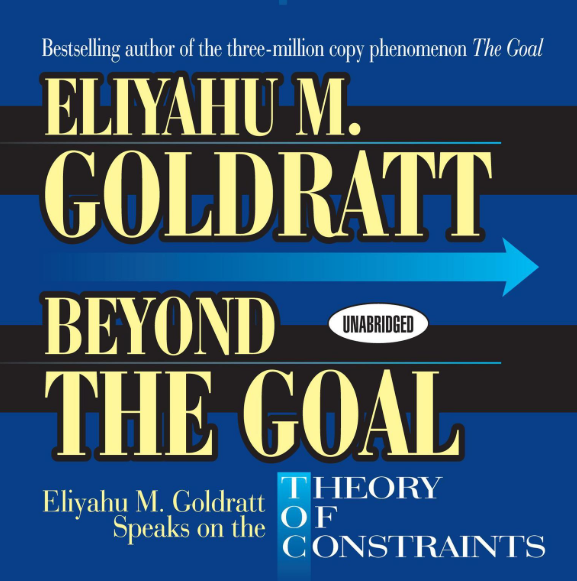 Bestselling author of the three-million copy phenomenon The Goal
ELIYAHU M.
GOLDRATT
BEYOND
UNABRIDGED
THE GOAL
Eliyahu M. Goldratt
Speaks on the
THEORY
OF
CONSTRAINTS